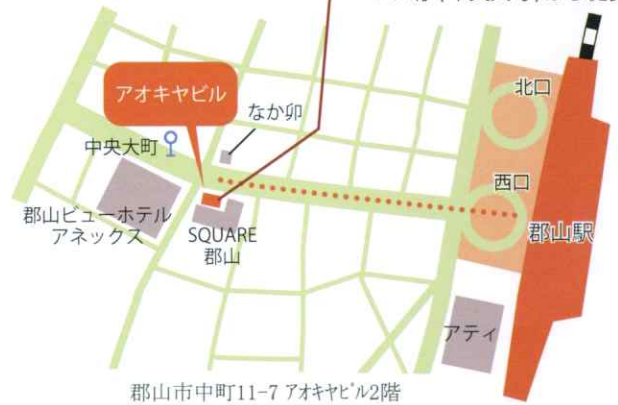 北口
アオキヤビル
なか卯
中央大町
西口
郡山ビューホテル
アネックス
SQUARE
郡山
郡山駅
アティ
郡山市中町11-7 アオキヤビル2階